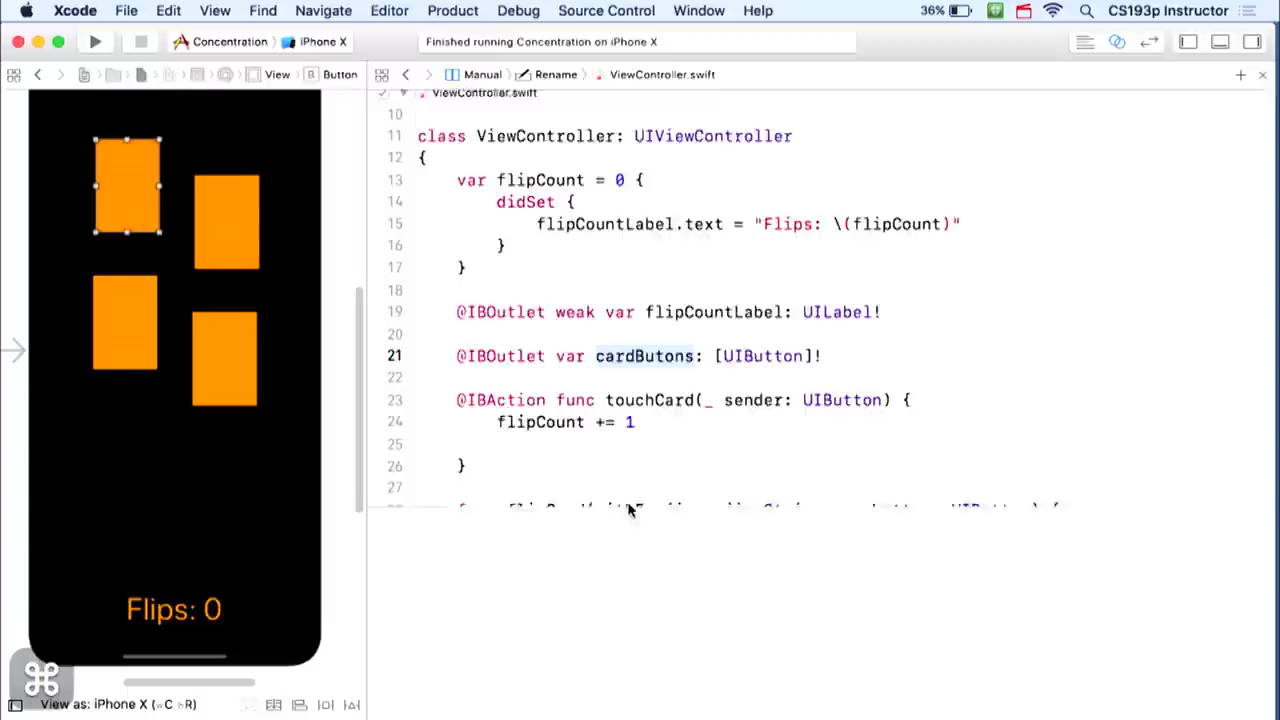 Xcode File Edit View Find Navigate Editor Product Debug Source Control Window Help 36% CS193p Instructor
Concentration iPhone X Finished running Concentration on iPhone X
View B Button Manual Rename ViewController.swift
ViewController.swift
10
11 class ViewController: UIViewController
12 {
13 var flipCount = 0 {
14 didSet {
15 flipCountLabel.text = "Flips: \(flipCount)"
16 }
17 }
18
19 @IBOutlet weak var flipCountLabel: UILabel!
20
21 @IBOutlet var cardButons: [UIButton]!
22
23 @IBAction func touchCard(_ sender: UIButton) {
24 flipCount += 1
25
26 }
27
Flips: 0
⌘
View as: iPhone X (wC hR)